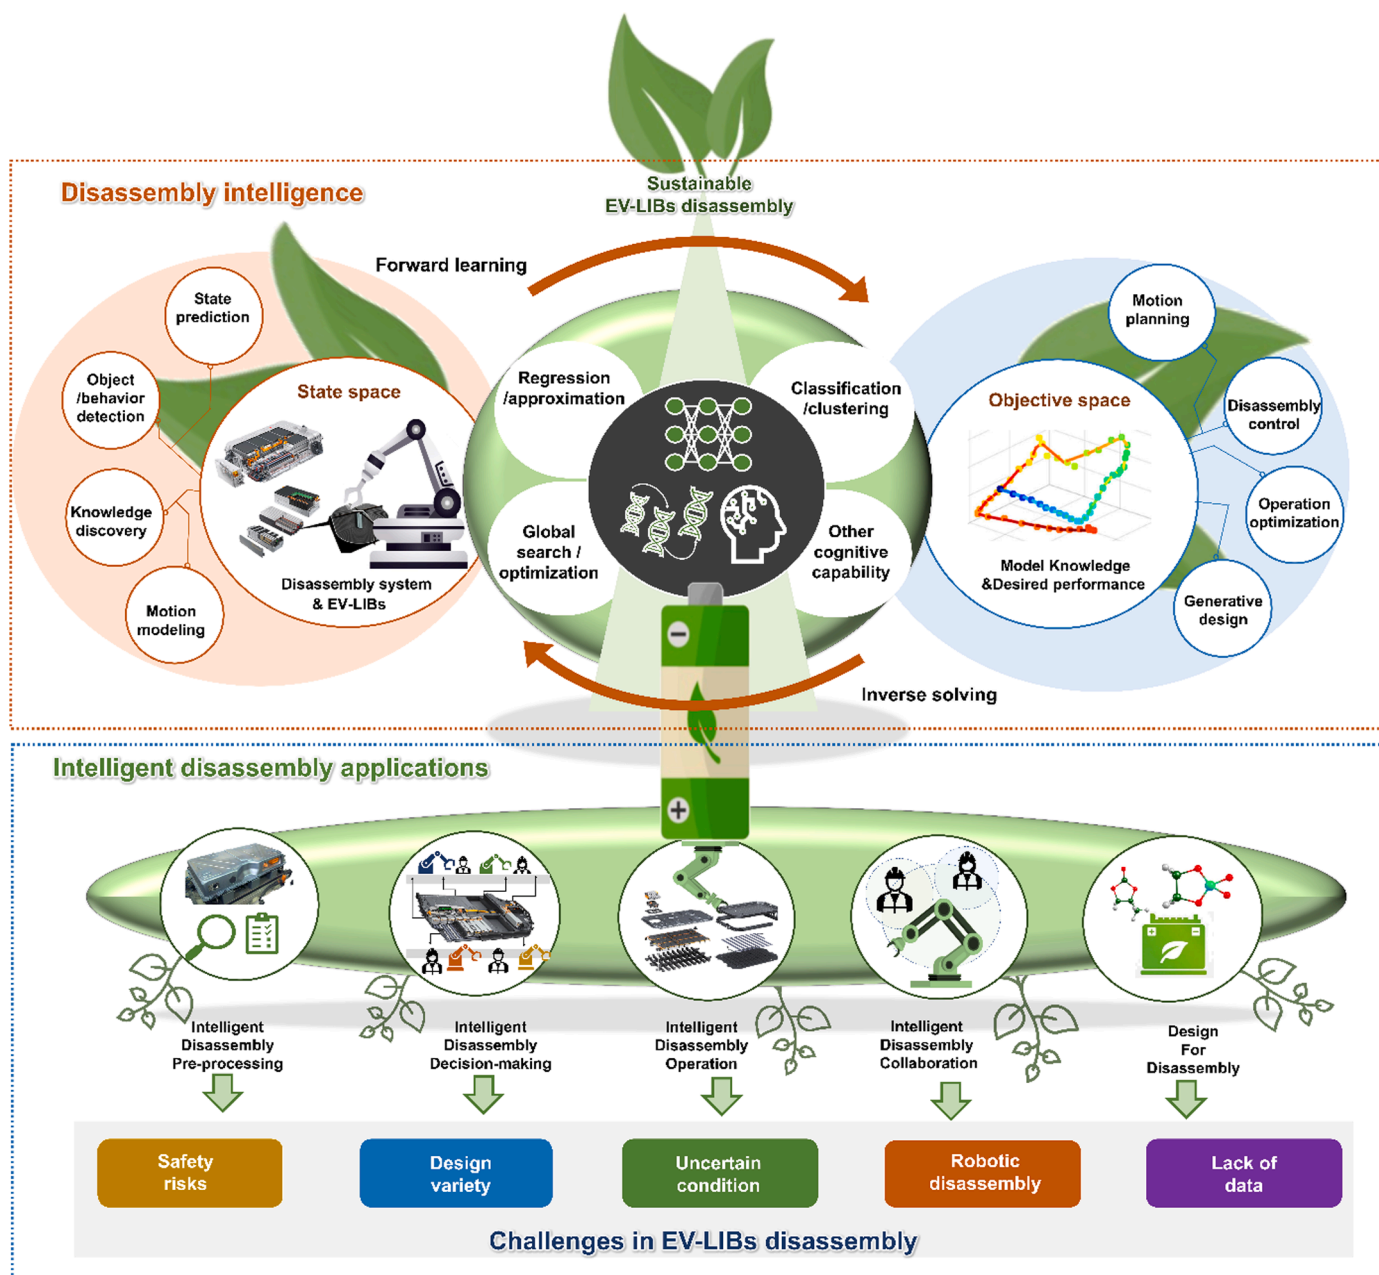 Sustainable
EV-LIBs disassembly
Disassembly intelligence
Forward learning
State
prediction
Object
/behavior
detection
Knowledge
discovery
Motion
modeling
State space
Disassembly system
& EV-LIBs
Regression
/approximation
Classification
/clustering
Global
search /
optimization
Other
cognitive
capability
Objective space
Model Knowledge
&Desired performance
Motion
planning
Disassembly
control
Operation
optimization
Generative
design
Inverse solving
Intelligent disassembly applications
Intelligent
Disassembly
Pre-processing
Intelligent
Disassembly
Decision-making
Intelligent
Disassembly
Operation
Intelligent
Disassembly
Collaboration
Design
For
Disassembly
Safety
risks
Design
variety
Uncertain
condition
Robotic
disassembly
Lack of
data
Challenges in EV-LIBs disassembly